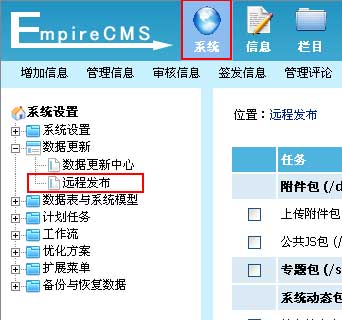 EmpireCMS
系统
信息
栏目
增加信息 管理信息 审核信息 签发信息 管理评论
系统设置
系统设置
数据更新
数据更新中心
远程发布
数据表与系统模型
计划任务
工作流
优化方案
扩展菜单
备份与恢复数据
位置：远程发布
任务
附件包 (/d
上传附件包
公共JS包 (/
专题包 (/s
系统动态包